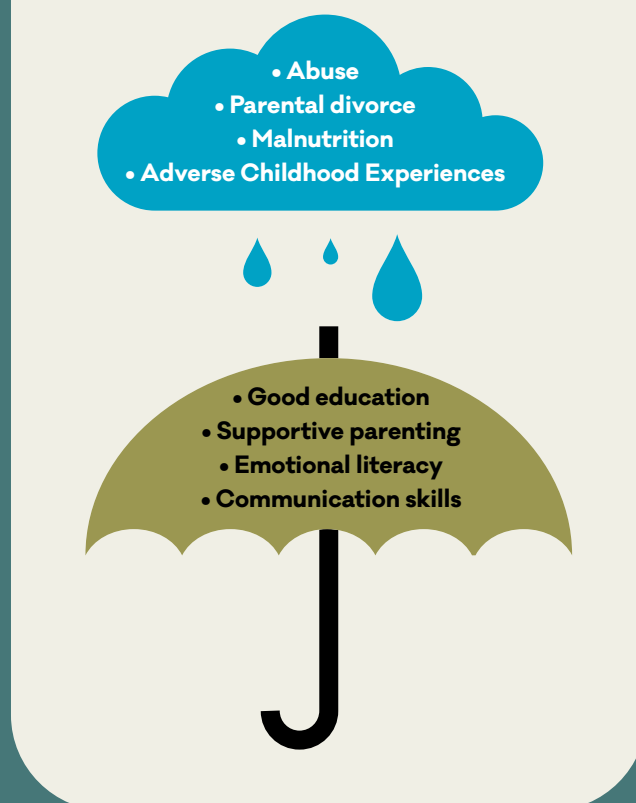 • Abuse
• Parental divorce
• Malnutrition
• Adverse Childhood Experiences
• Good education
• Supportive parenting
• Emotional literacy
• Communication skills